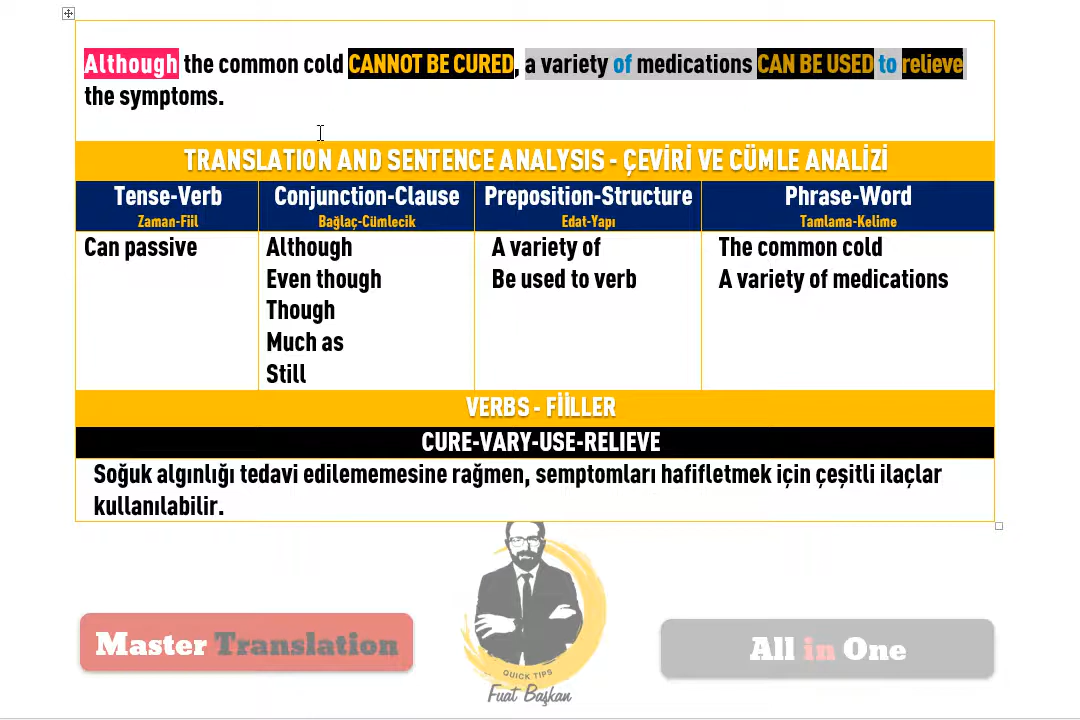 Although the common cold CANNOT BE CURED, a variety of medications CAN BE USED to relieve
the symptoms.
TRANSLATION AND SENTENCE ANALYSIS - ÇEVİRİ VE CÜMLE ANALİZİ
Tense-Verb Conjunction-Clause Preposition-Structure Phrase-Word
Zaman-Fiil Bağlaç-Cümlecik Edat-Yapı Tamlama-Kelime
Can passive Although A variety of The common cold
Even though Be used to verb A variety of medications
Though
Much as
Still
VERBS - FİİLLER
CURE-VARY-USE-RELIEVE
Soğuk algınlığı tedavi edilememesine rağmen, semptomları hafifletmek için çeşitli ilaçlar
kullanılabilir.
Master Translation
All in One
QUICK TIPS
Fuat Başkan